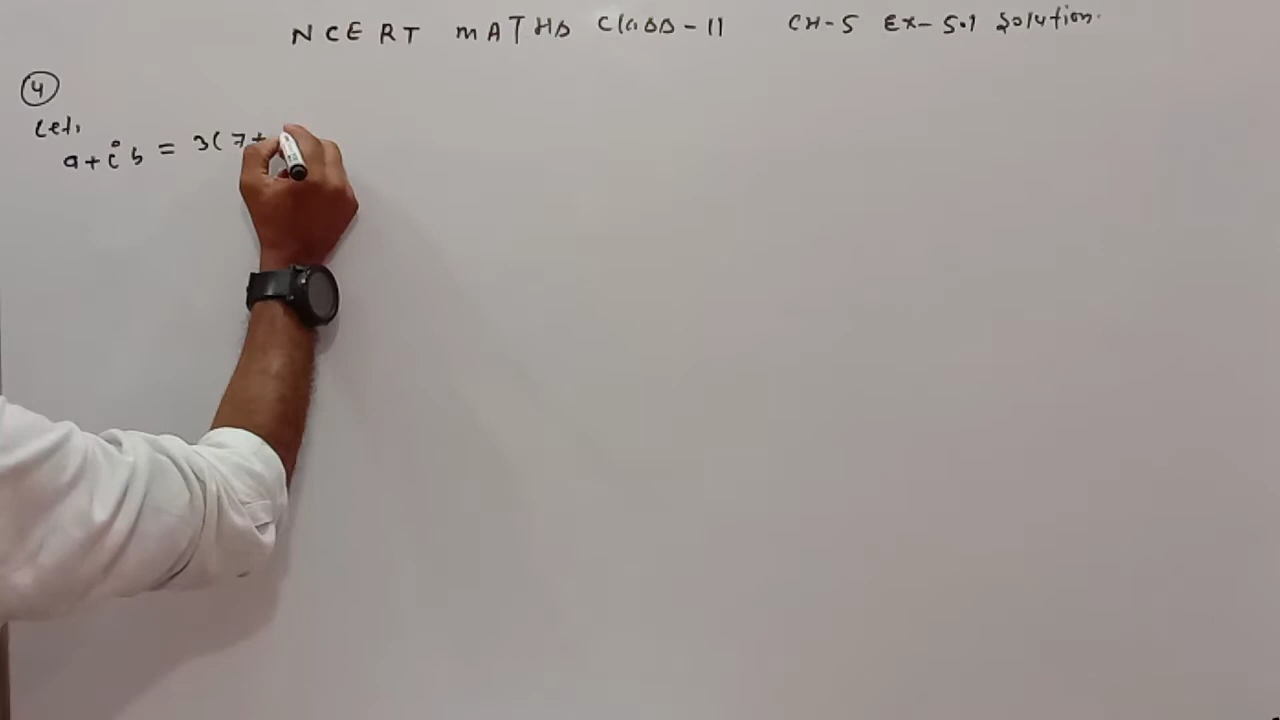 NCERT MATHS Class-11 CH-5 Ex-5.1 Solution.
4
Let,
a+ib = 3(7+